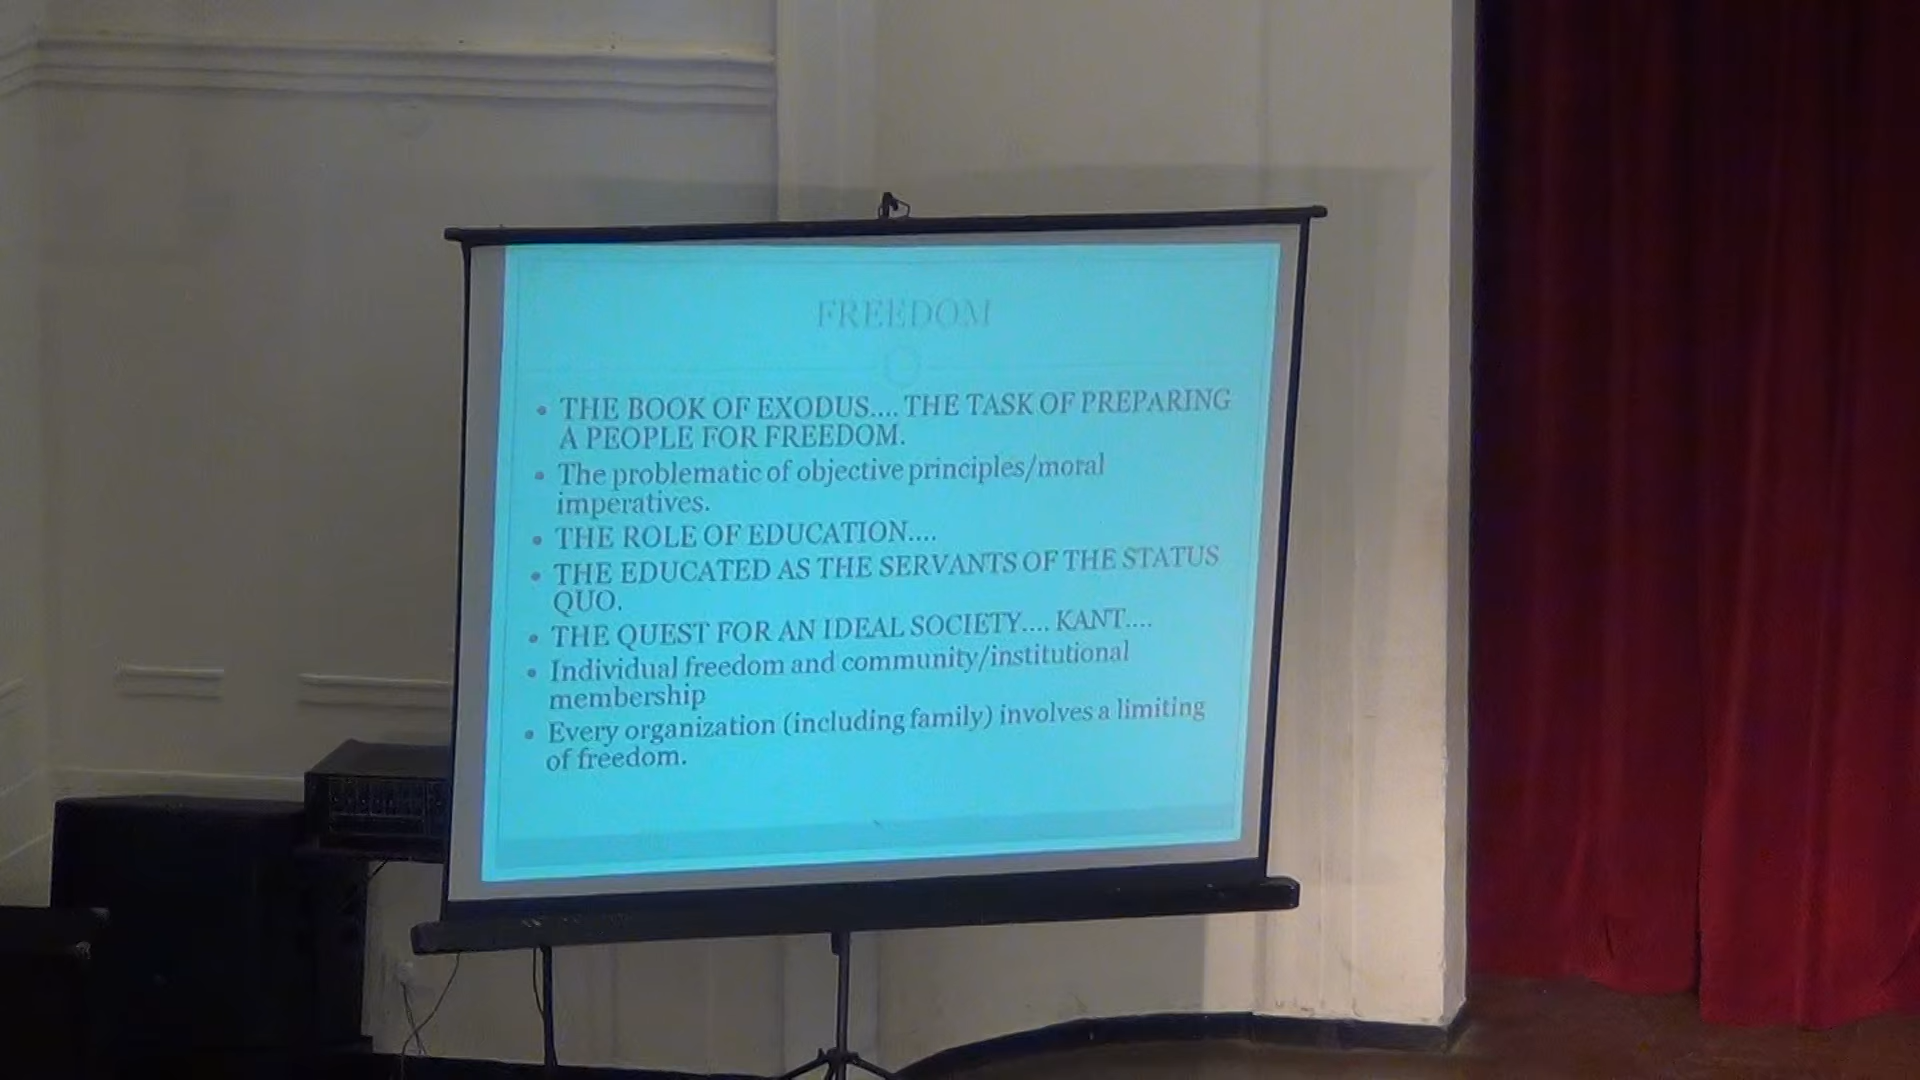 FREEDOM
• THE BOOK OF EXODUS.... THE TASK OF PREPARING
A PEOPLE FOR FREEDOM.
• The problematic of objective principles/moral
imperatives.
• THE ROLE OF EDUCATION....
• THE EDUCATED AS THE SERVANTS OF THE STATUS
QUO.
• THE QUEST FOR AN IDEAL SOCIETY.... KANT....
• Individual freedom and community/institutional
membership
• Every organization (including family) involves a limiting
of freedom.